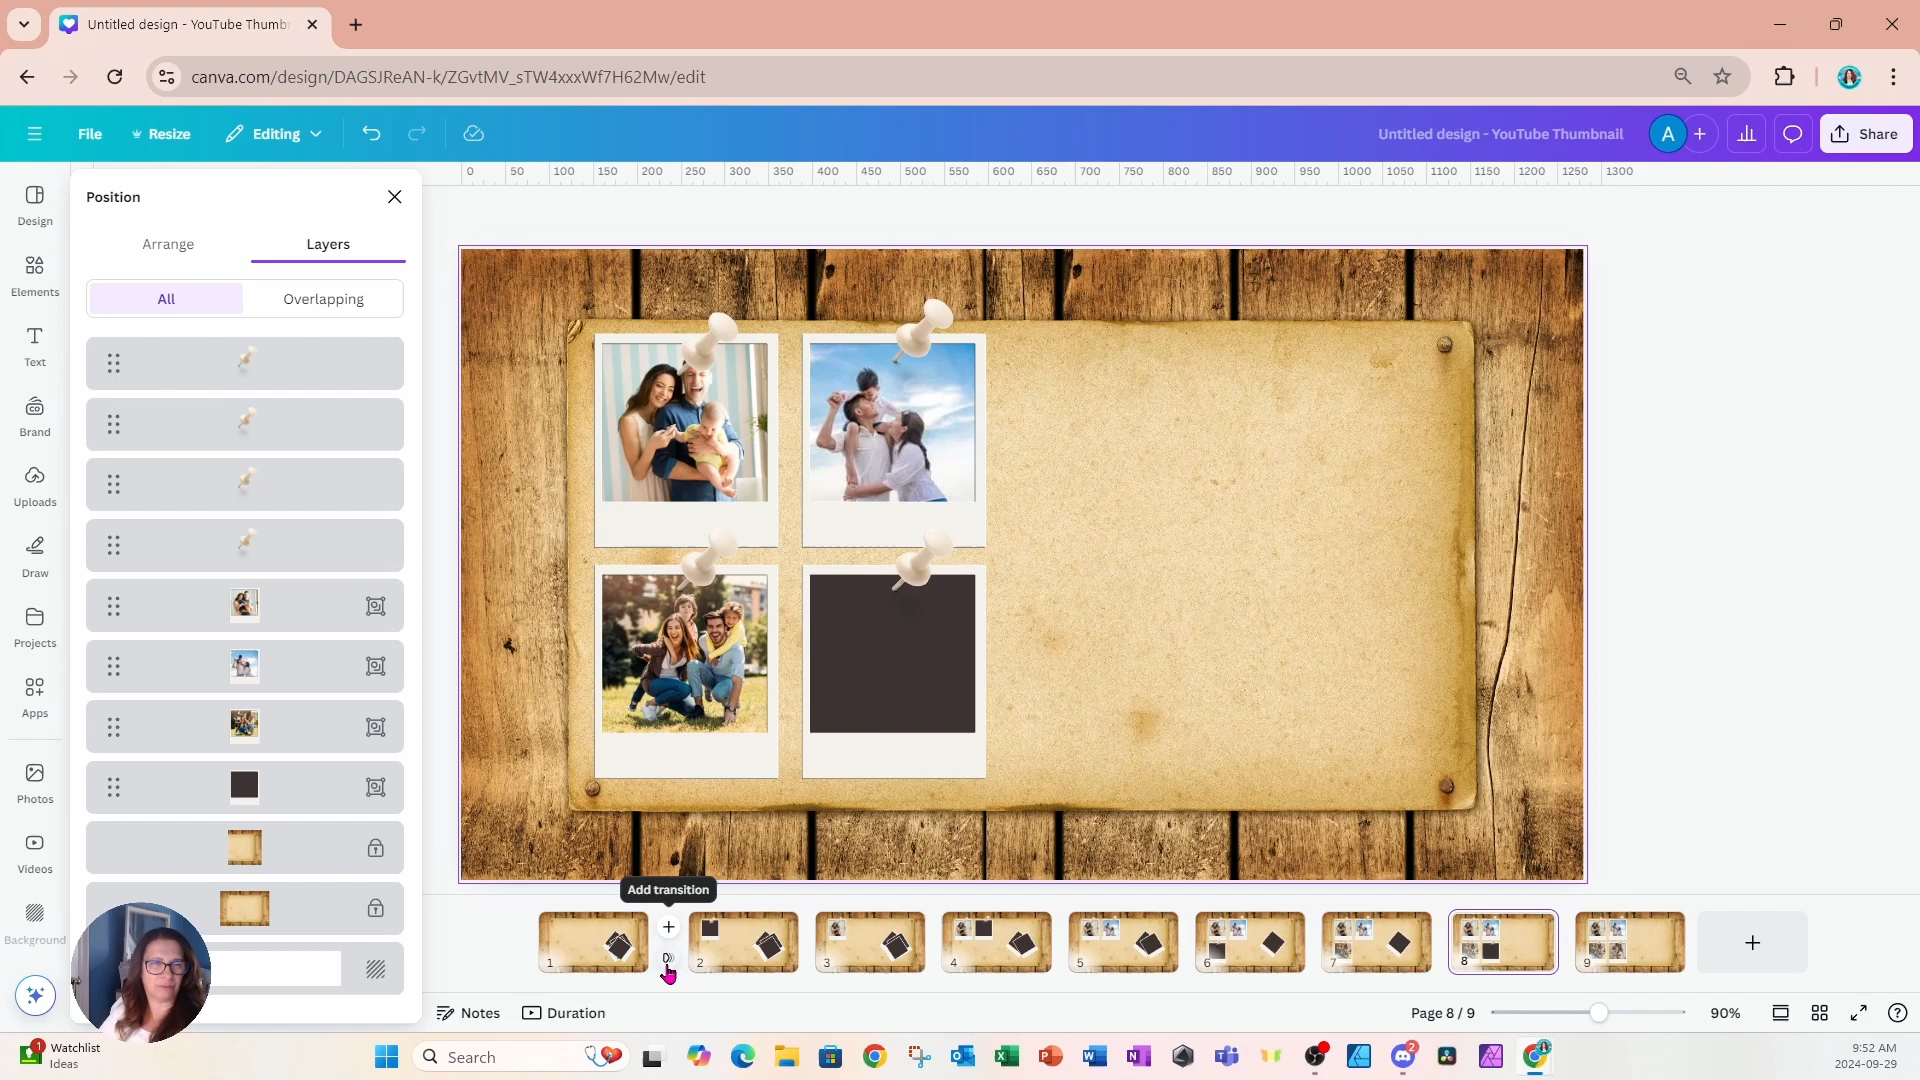 Untitled design - YouTube Thumbn
canva.com/design/DAGSJReAN-k/ZGvtMV_sTW4xxxWf7H62Mw/edit
File
Resize
Editing
Untitled design - YouTube Thumbnail
A
Share
0 50 100 150 200 250 300 350 400 450 500 550 600 650 700 750 800 850 900 950 1000 1050 1100 1150 1200 1250 1300
Design
Elements
Text
Brand
Uploads
Draw
Projects
Apps
Photos
Videos
Background
Position
Arrange
Layers
All
Overlapping
Add transition
1 2 3 4 5 6 7 8 9
Notes
Duration
Page 8 / 9
90%
1
Watchlist
Ideas
Search
2
9:52 AM
2024-09-29